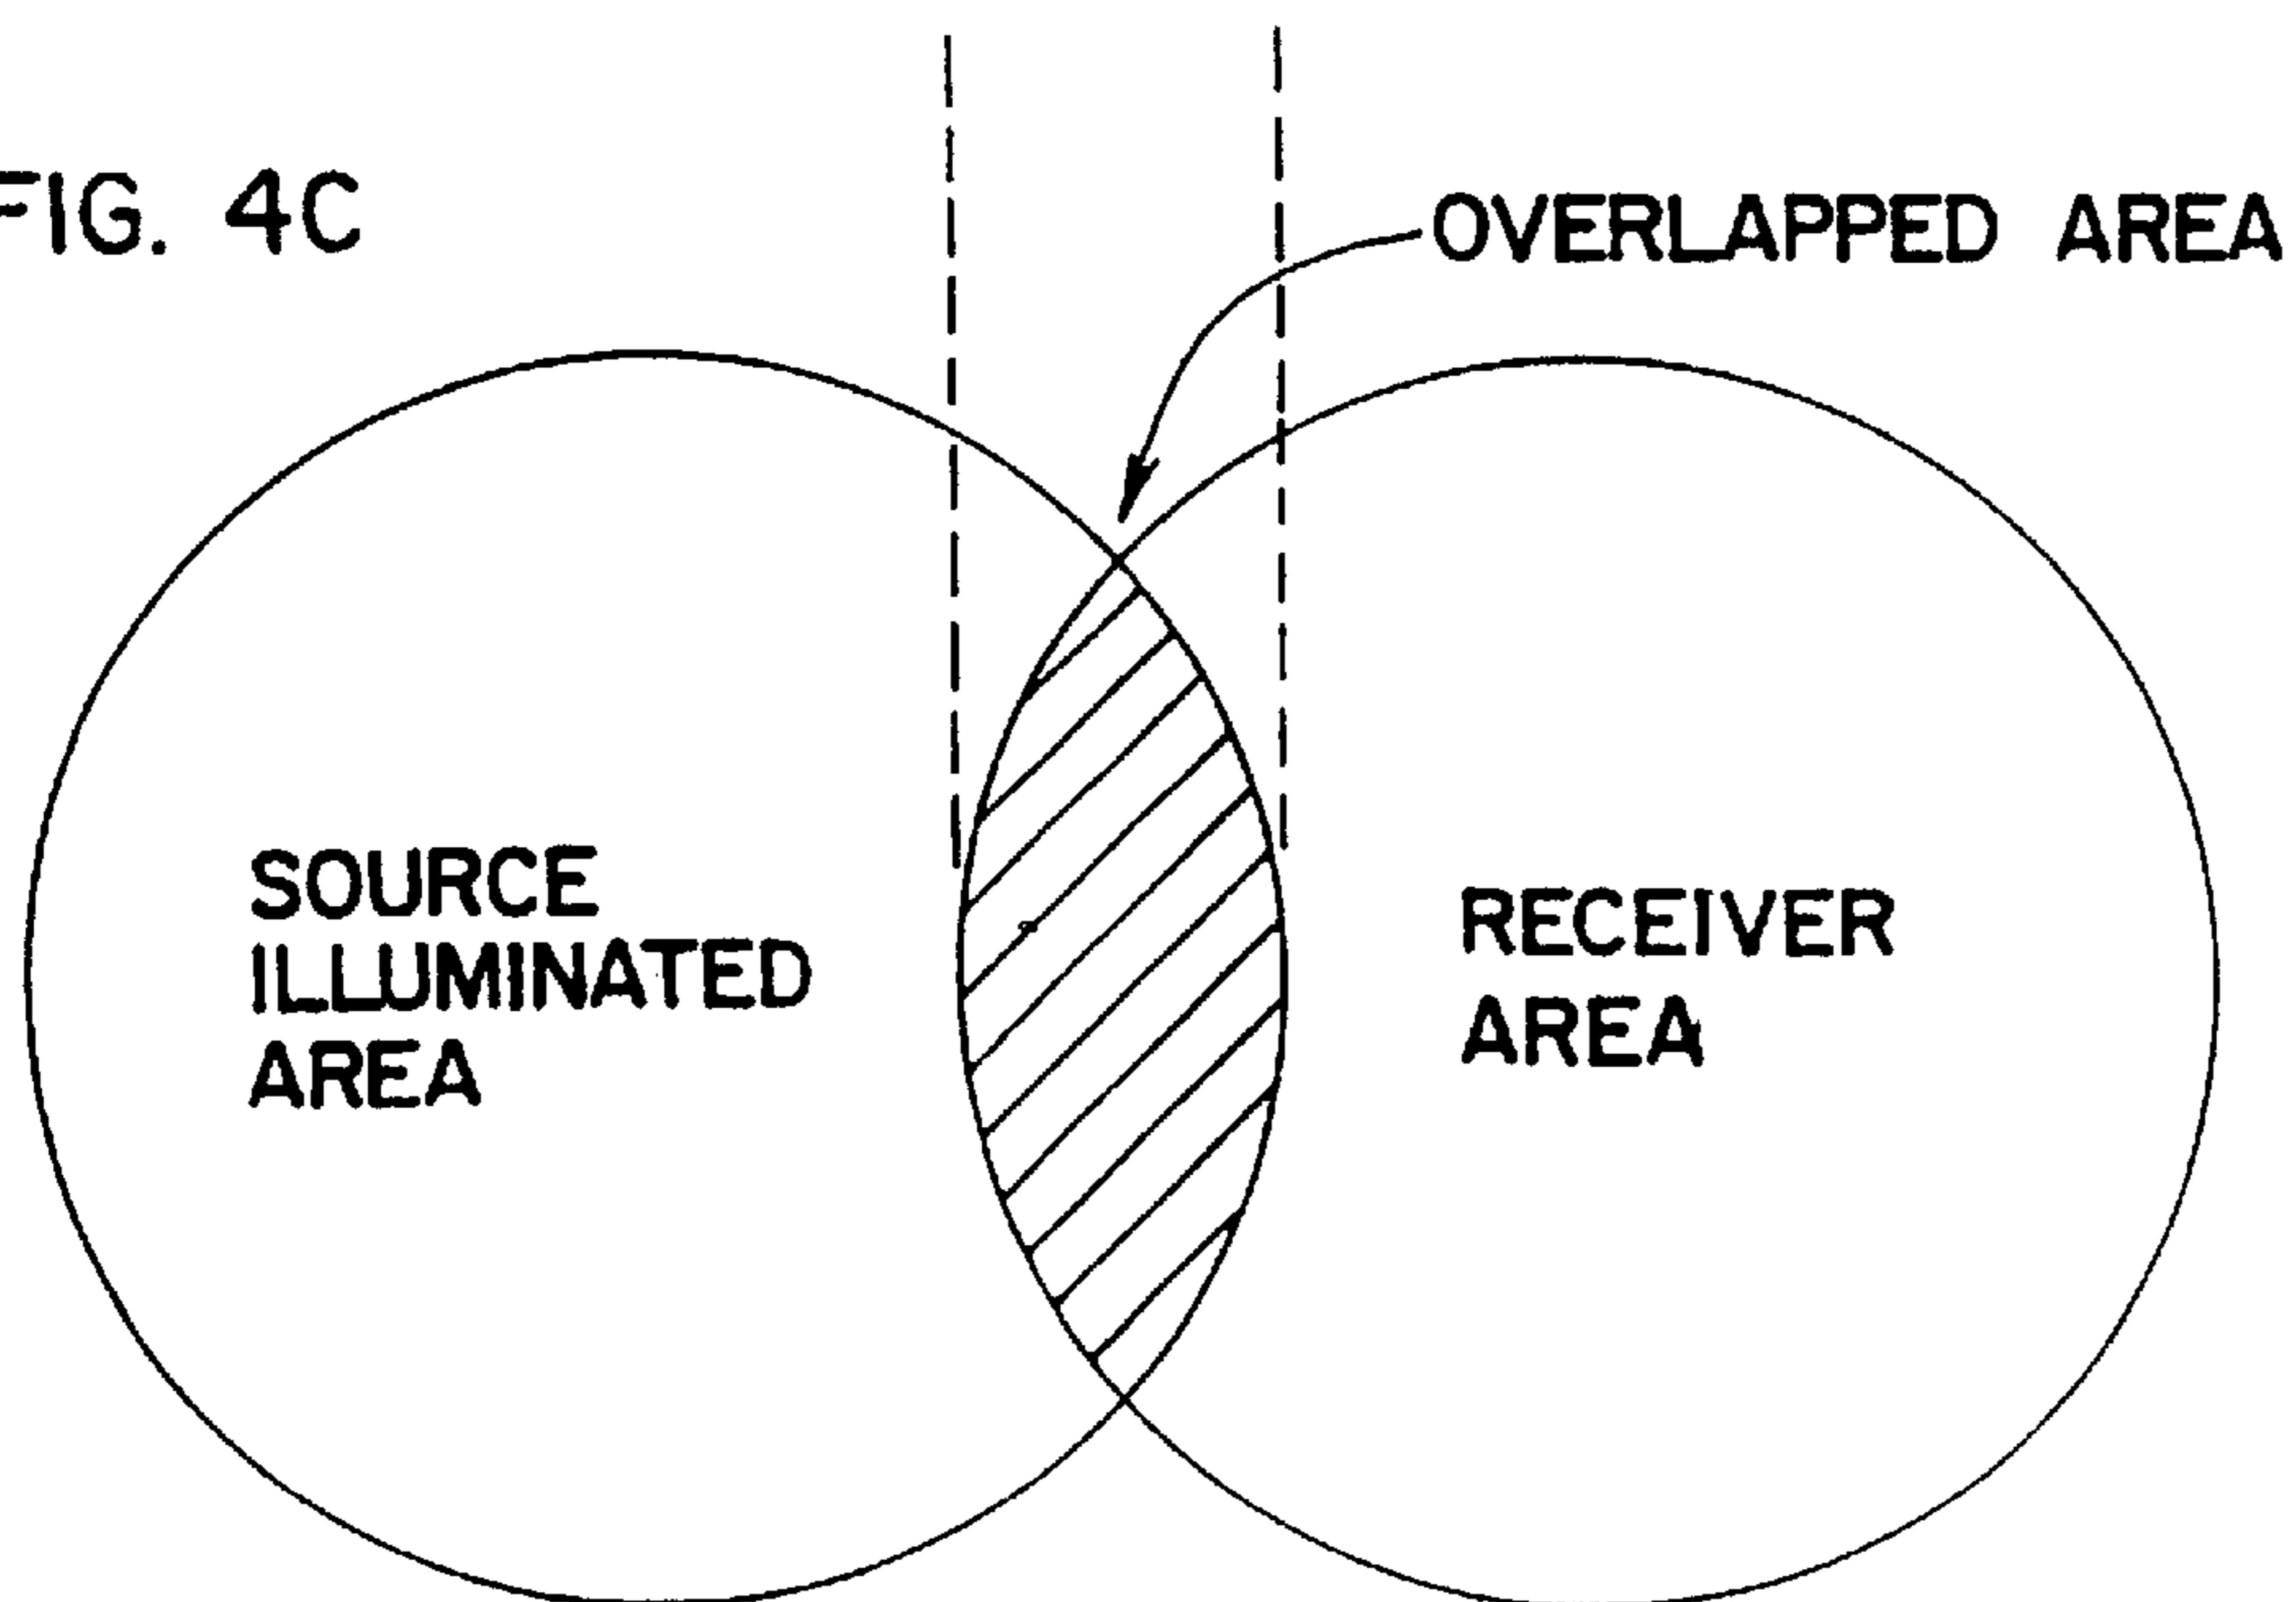 FIG. 4C
OVERLAPPED AREA
SOURCE
ILLUMINATED
AREA
RECEIVER
AREA